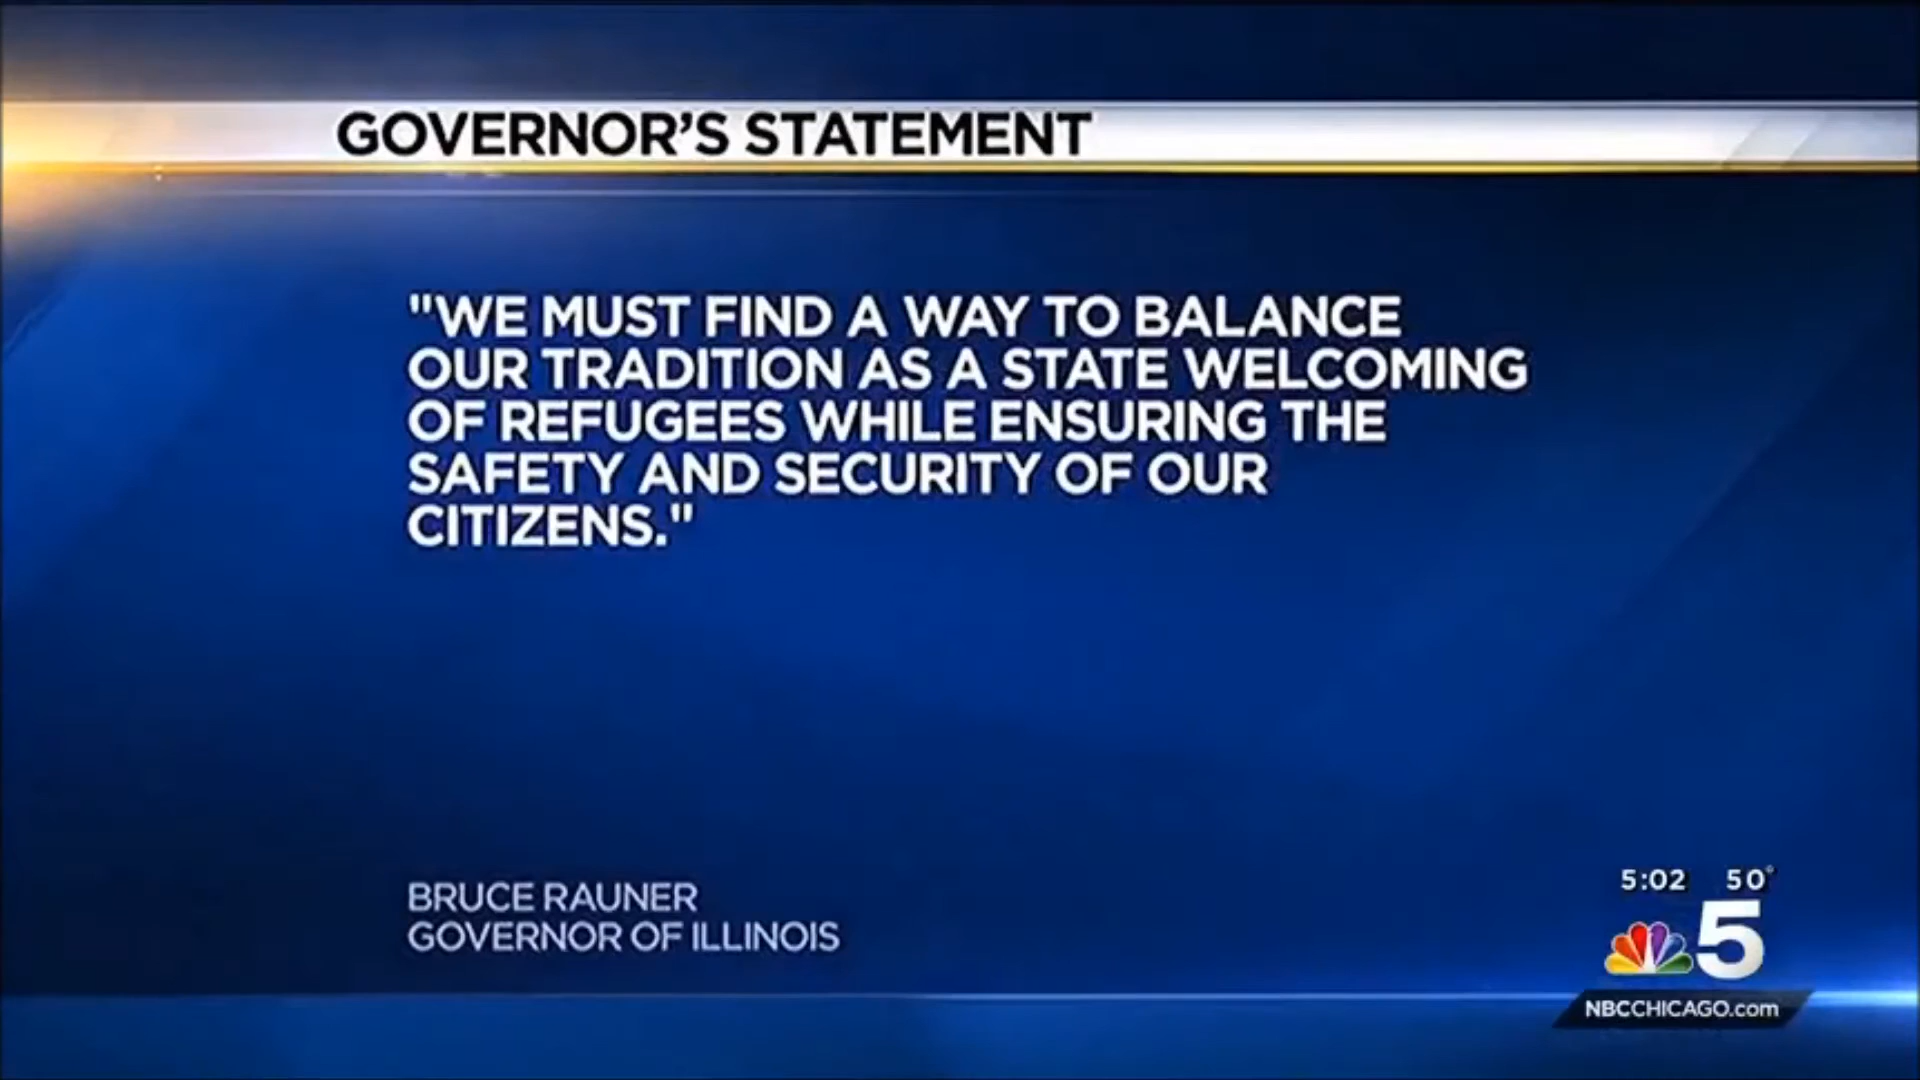 GOVERNOR'S STATEMENT
"WE MUST FIND A WAY TO BALANCE
OUR TRADITION AS A STATE WELCOMING
OF REFUGEES WHILE ENSURING THE
SAFETY AND SECURITY OF OUR
CITIZENS."
BRUCE RAUNER
GOVERNOR OF ILLINOIS
5:02 50°
5
NBCCHICAGO.com